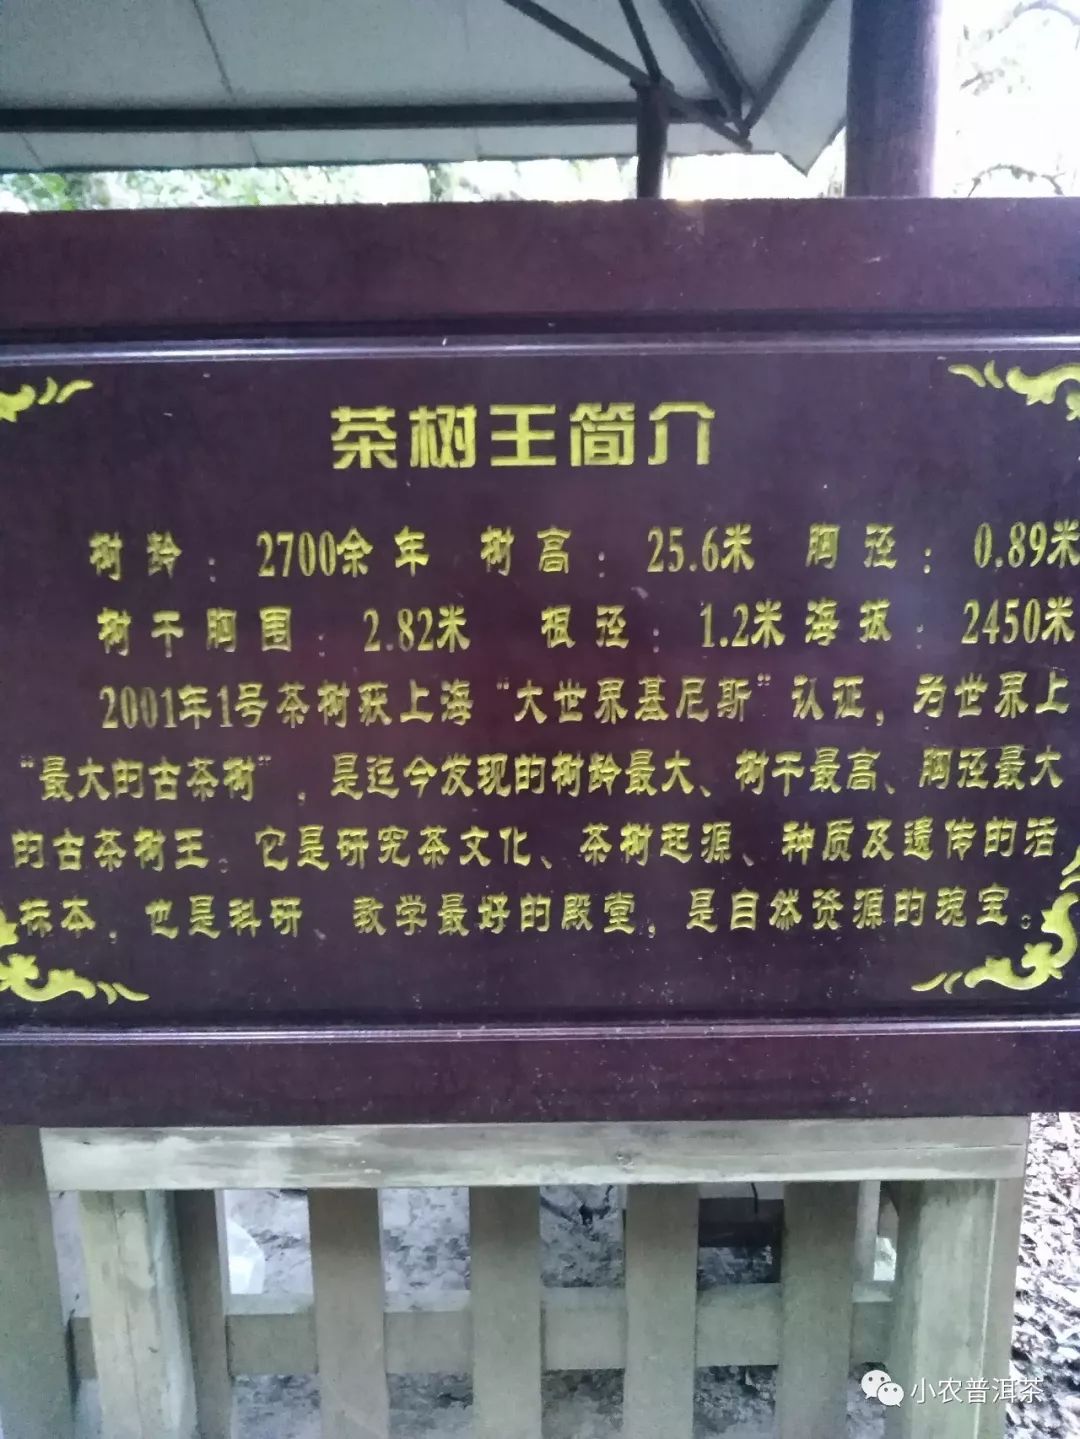 茶树王简介
树龄：2700余年 树高：25.6米 胸泾：0.89米
树干胸围：2.82米 根泾：1.2米 海拔：2450米
2001年1号茶树获上海“大世界基尼斯”认证，为世界上
“最大的古茶树”，是迄今发现的树龄最大、树干最高、胸泾最大
的古茶树王。它是研究茶文化、茶树起源、种质及遗传的活
标本，也是科研 教学最好的殿堂，是自然资源的瑰宝。
小农普洱茶